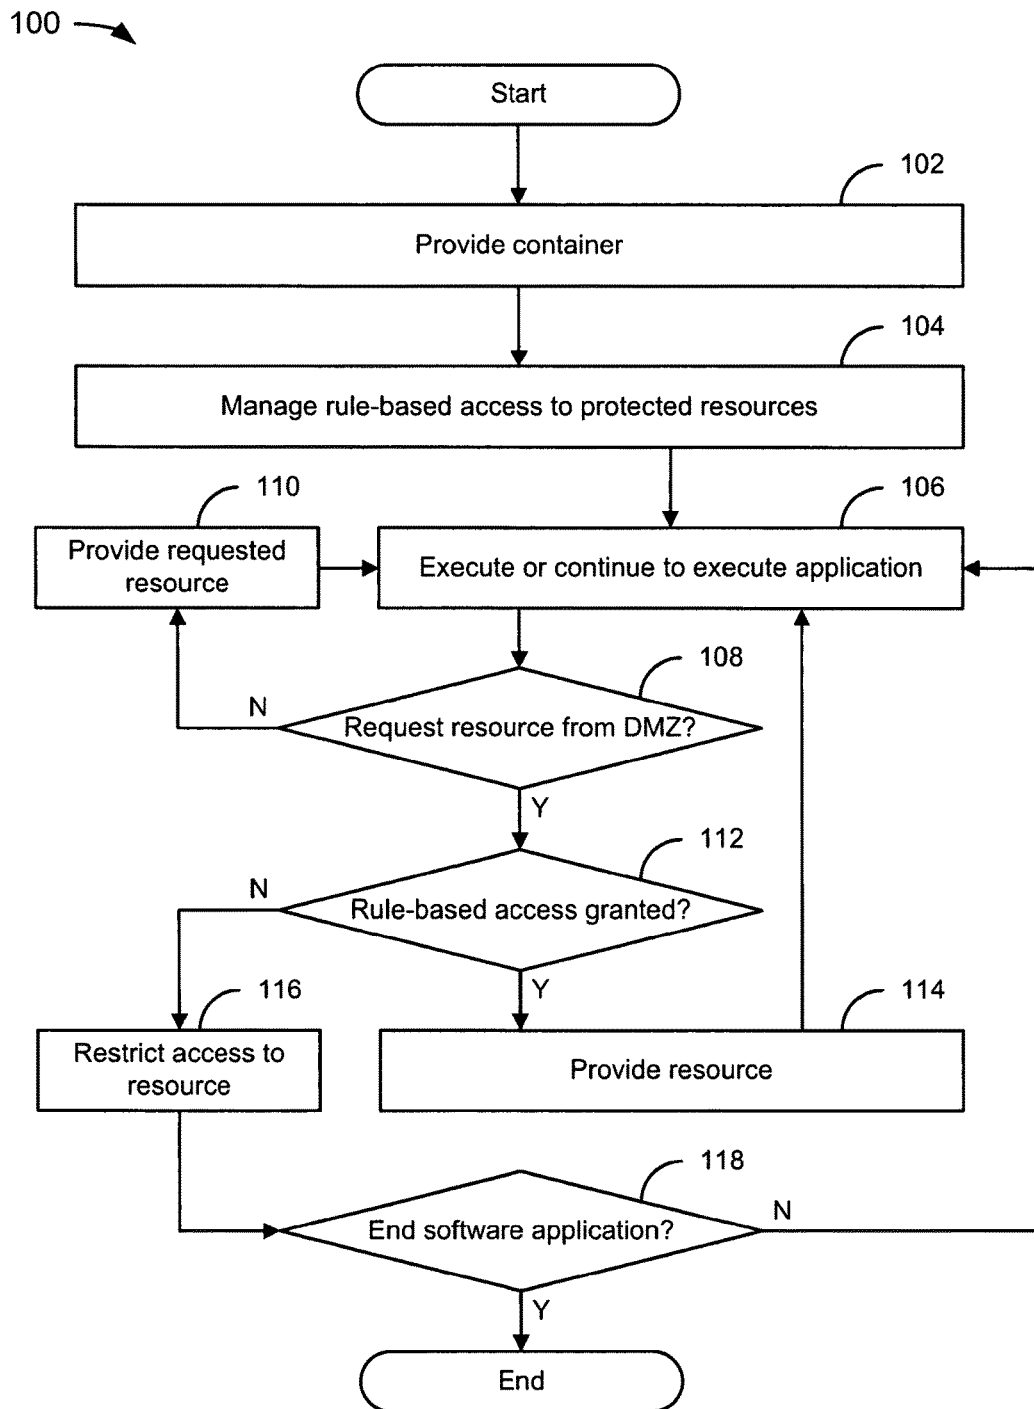 100
Start
102
Provide container
104
Manage rule-based access to protected resources
110
106
Provide requested
resource
Execute or continue to execute application
108
N
Request resource from DMZ?
Y
112
N
Rule-based access granted?
Y
116
114
Restrict access to
resource
Provide resource
118
End software application?
N
Y
End